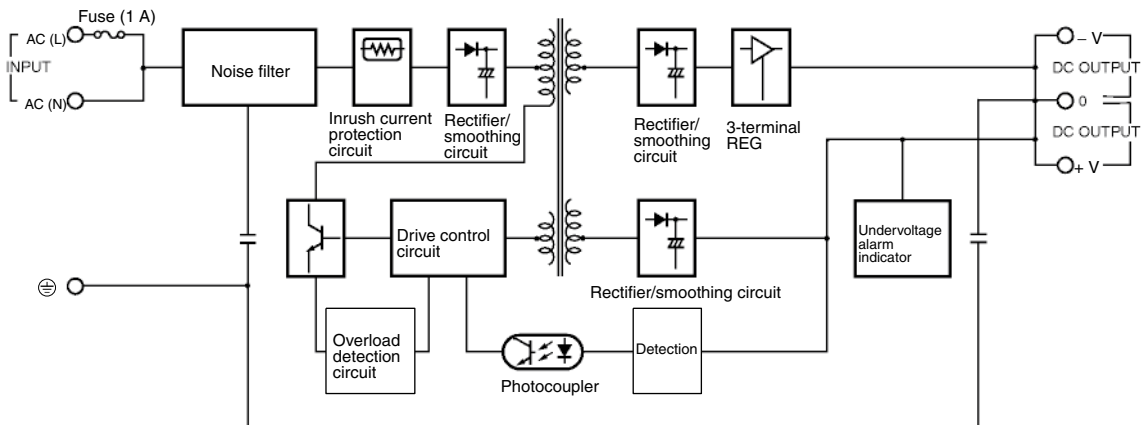 Fuse (1 A)
AC (L)
INPUT
AC (N)
Noise filter
Inrush current
protection
circuit
Rectifier/
smoothing
circuit
Rectifier/
smoothing
circuit
3-terminal
REG
– V
DC OUTPUT
0
DC OUTPUT
+ V
Drive control
circuit
Rectifier/smoothing circuit
Undervoltage
alarm
indicator
Overload
detection
circuit
Photocoupler
Detection